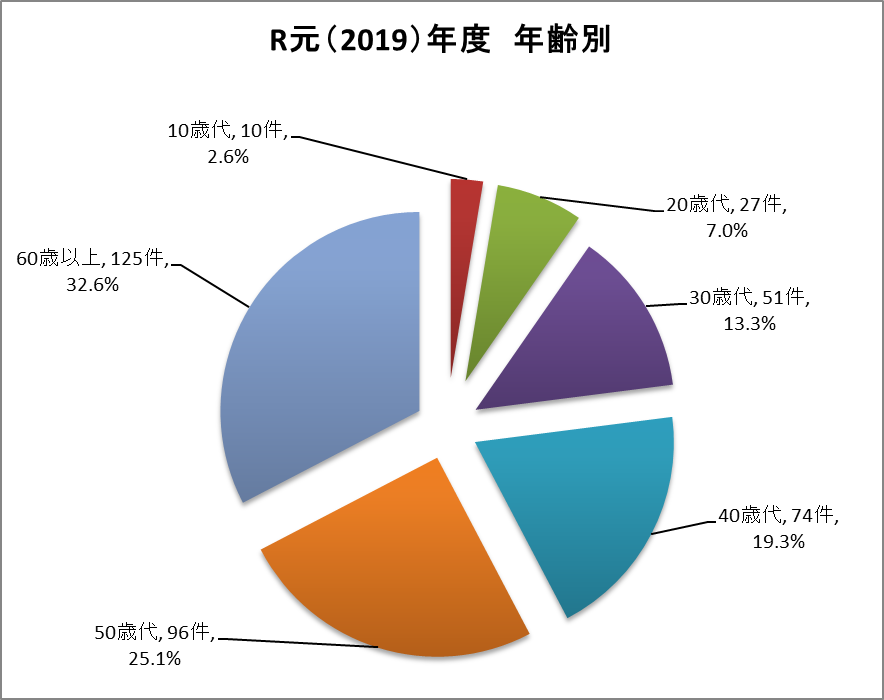 R元（2019）年度　年齢別
10歳代, 10件,
2.6%
20歳代, 27件,
7.0%
30歳代, 51件,
13.3%
40歳代, 74件,
19.3%
50歳代, 96件,
25.1%
60歳以上, 125件,
32.6%